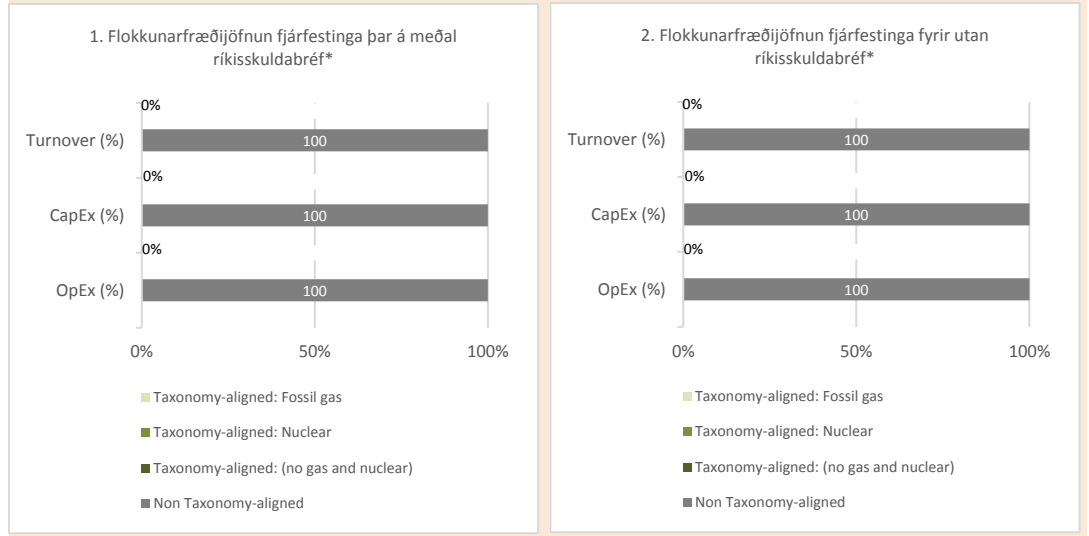 1. Flokkunarfræðijöfnun fjárfestinga þar á meðal
ríkisskuldabréf*
0%
Turnover (%)
100
0%
CapEx (%)
100
0%
OpEx (%)
100
0%
50%
100%
Taxonomy-aligned: Fossil gas
Taxonomy-aligned: Nuclear
Taxonomy-aligned: (no gas and nuclear)
Non Taxonomy-aligned
2. Flokkunarfræðijöfnun fjárfestinga fyrir utan
ríkisskuldabréf*
0%
Turnover (%)
100
0%
CapEx (%)
100
0%
OpEx (%)
100
0%
50%
100%
Taxonomy-aligned: Fossil gas
Taxonomy-aligned: Nuclear
Taxonomy-aligned: (no gas and nuclear)
Non Taxonomy-aligned